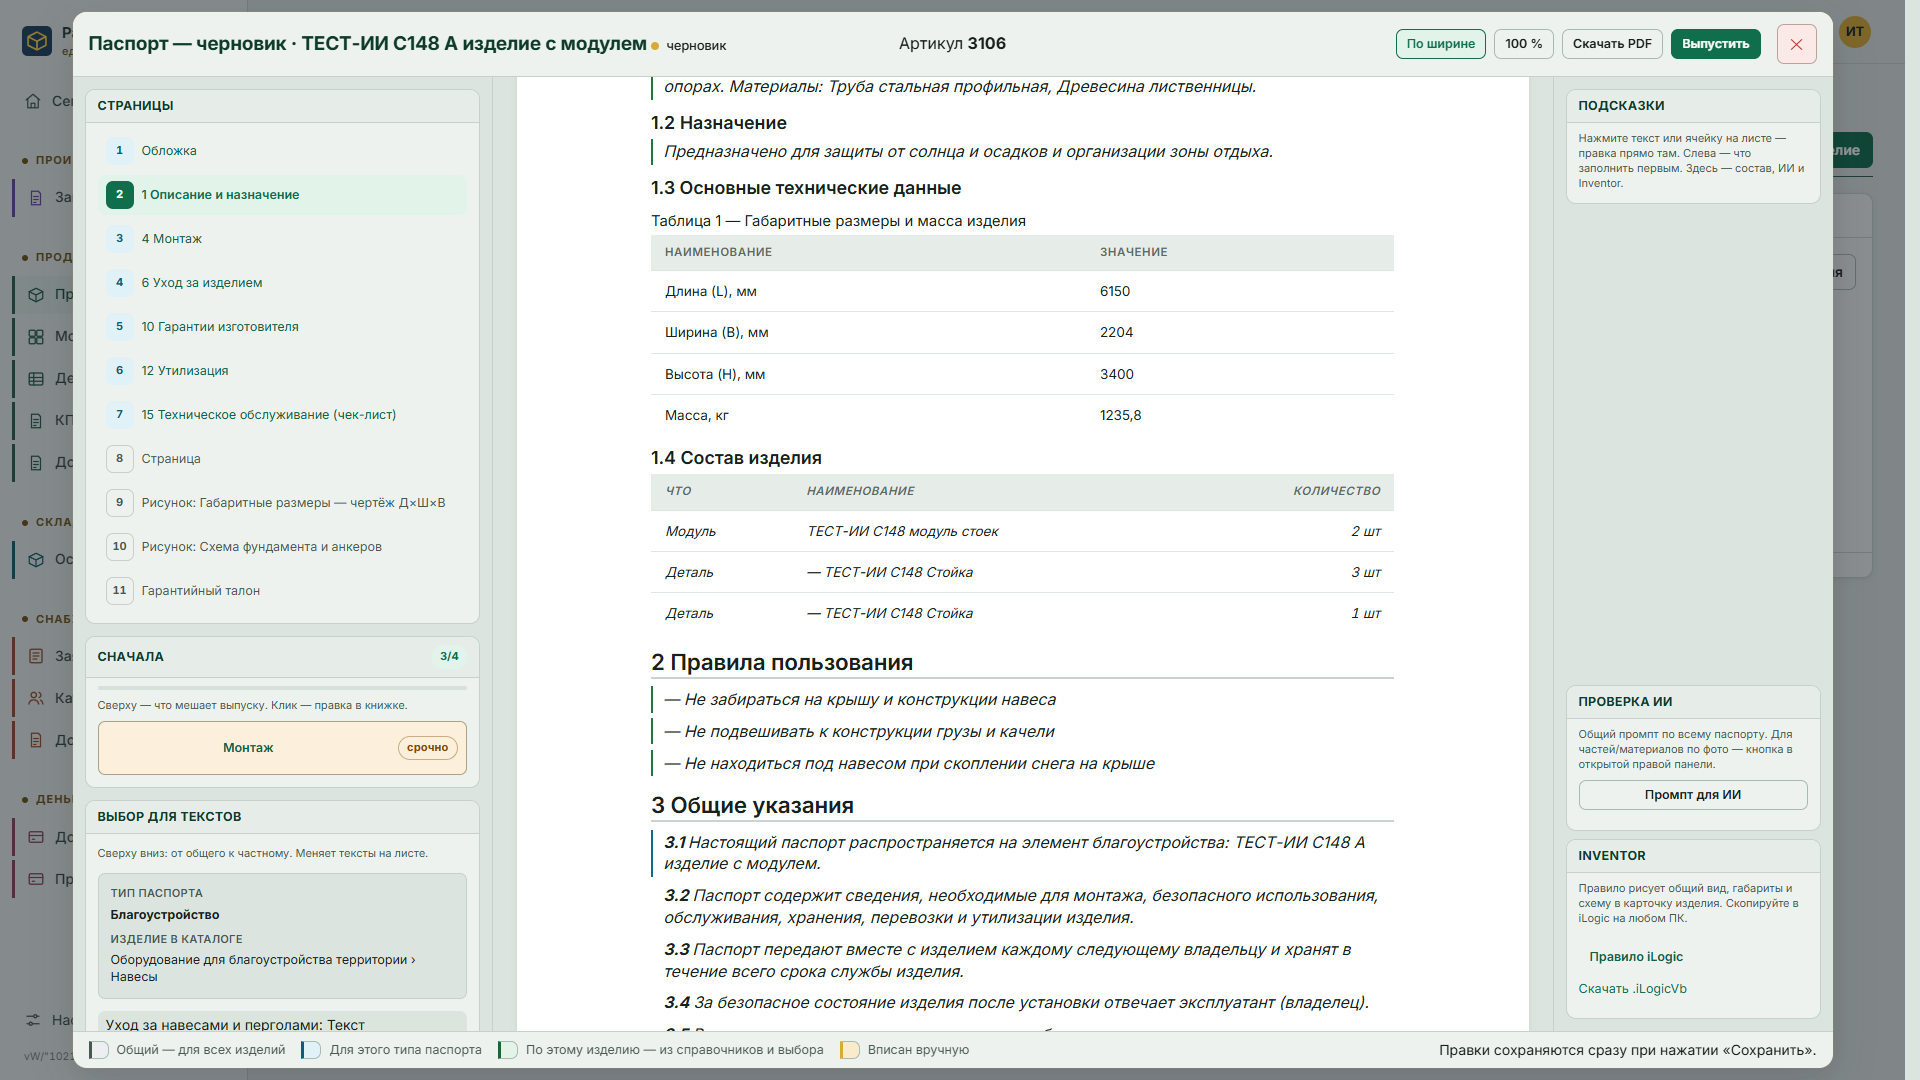 Паспорт — черновик · ТЕСТ-ИИ С148 А изделие с модулем
черновик
Артикул 3106
По ширине
100 %
Скачать PDF
Выпустить
ИТ
СТРАНИЦЫ
1 Обложка
2 1 Описание и назначение
3 4 Монтаж
4 6 Уход за изделием
5 10 Гарантии изготовителя
6 12 Утилизация
7 15 Техническое обслуживание (чек-лист)
8 Страница
9 Рисунок: Габаритные размеры — чертёж Д×Ш×В
10 Рисунок: Схема фундамента и анкеров
11 Гарантийный талон
СНАЧАЛА
3/4
Сверху — что мешает выпуску. Клик — правка в книжке.
Монтаж
срочно
ВЫБОР ДЛЯ ТЕКСТОВ
Сверху вниз: от общего к частному. Меняет тексты на листе.
ТИП ПАСПОРТА
Благоустройство
ИЗДЕЛИЕ В КАТАЛОГЕ
Оборудование для благоустройства территории ›
Навесы
Уход за навесами и перголами: Текст
опорах. Материалы: Труба стальная профильная, Древесина лиственницы.
1.2 Назначение
Предназначено для защиты от солнца и осадков и организации зоны отдыха.
1.3 Основные технические данные
Таблица 1 — Габаритные размеры и масса изделия
НАИМЕНОВАНИЕ ЗНАЧЕНИЕ
Длина (L), мм 6150
Ширина (B), мм 2204
Высота (H), мм 3400
Масса, кг 1235,8
1.4 Состав изделия
ЧТО НАИМЕНОВАНИЕ КОЛИЧЕСТВО
Модуль ТЕСТ-ИИ С148 модуль стоек 2 шт
Деталь — ТЕСТ-ИИ С148 Стойка 3 шт
Деталь — ТЕСТ-ИИ С148 Стойка 1 шт
2 Правила пользования
— Не забираться на крышу и конструкции навеса
— Не подвешивать к конструкции грузы и качели
— Не находиться под навесом при скоплении снега на крыше
3 Общие указания
3.1 Настоящий паспорт распространяется на элемент благоустройства: ТЕСТ-ИИ С148 А
изделие с модулем.
3.2 Паспорт содержит сведения, необходимые для монтажа, безопасного использования,
обслуживания, хранения, перевозки и утилизации изделия.
3.3 Паспорт передают вместе с изделием каждому следующему владельцу и хранят в
течение всего срока службы изделия.
3.4 За безопасное состояние изделия после установки отвечает эксплуатант (владелец).
ПОДСКАЗКИ
Нажмите текст или ячейку на листе —
правка прямо там. Слева — что
заполнить первым. Здесь — состав, ИИ и
Inventor.
ПРОВЕРКА ИИ
Общий промпт по всему паспорту. Для
частей/материалов по фото — кнопка в
открытой правой панели.
Промпт для ИИ
INVENTOR
Правило рисует общий вид, габариты и
схему в карточку изделия. Скопируйте в
iLogic на любом ПК.
Правило iLogic
Скачать .iLogicVb
Общий — для всех изделий
Для этого типа паспорта
По этому изделию — из справочников и выбора
Вписан вручную
Правки сохраняются сразу при нажатии «Сохранить».